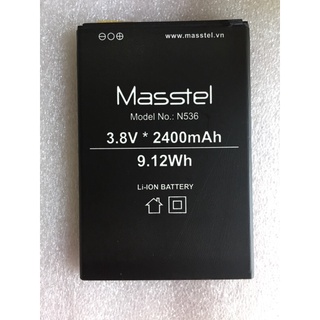 www.masstel.vn
Masstel
Model No.: N536
3.8V * 2400mAh
9.12Wh
Li-ION BATTERY